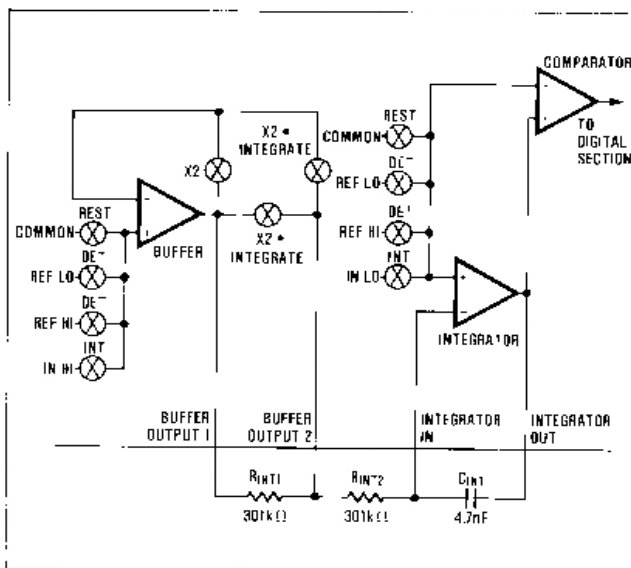 COMPARATOR
TO
DIGITAL
SECTION
REST
COMMON
X2 •
INTEGRATE
X2
REF LO
REF HI
INT
IN LO
REST
COMMON
BUFFER
X2 •
INTEGRATE
REF LO
REF HI
INT
IN HI
INTEGRATOR
BUFFER
OUTPUT 1
BUFFER
OUTPUT 2
INTEGRATOR
IN
INTEGRATOR
OUT
RINT1
301kΩ
RINT2
301kΩ
CINT
4.7nF